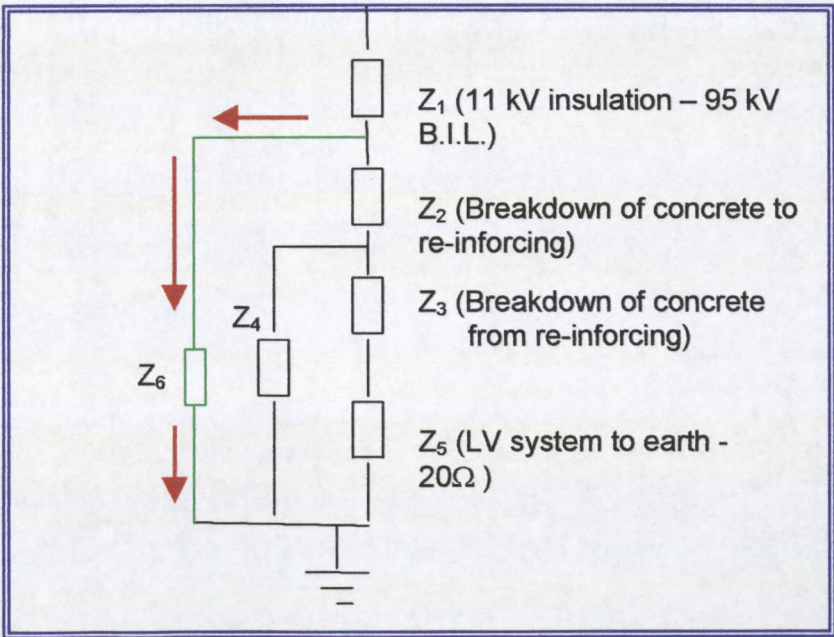 Z₁ (11 kV insulation – 95 kV
B.I.L.)
Z₂ (Breakdown of concrete to
re-inforcing)
Z₃ (Breakdown of concrete
from re-inforcing)
Z₄
Z₆
Z₅ (LV system to earth -
20Ω )